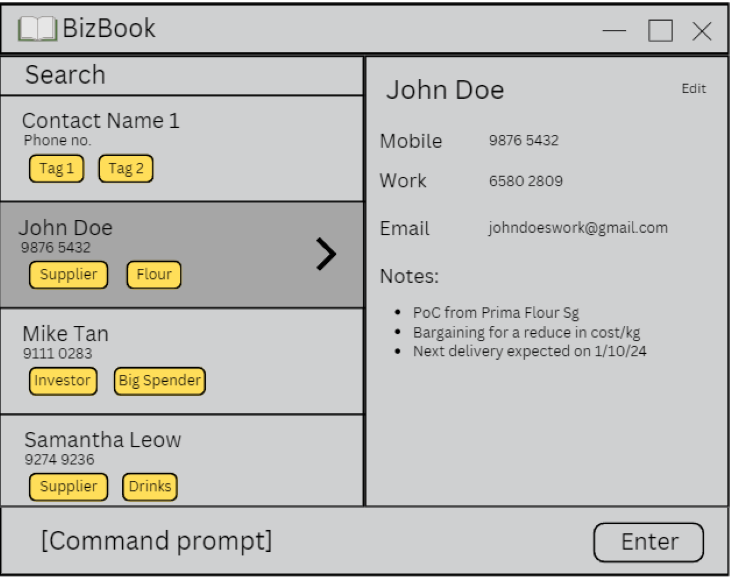 BizBook
Search
Contact Name 1
Phone no.
Tag 1 Tag 2
John Doe
9876 5432
Supplier Flour
Mike Tan
9111 0283
Investor Big Spender
Samantha Leow
9274 9236
Supplier Drinks
John Doe Edit
Mobile 9876 5432
Work 6580 2809
Email johndoeswork@gmail.com
Notes:
• PoC from Prima Flour Sg
• Bargaining for a reduce in cost/kg
• Next delivery expected on 1/10/24
[Command prompt] Enter